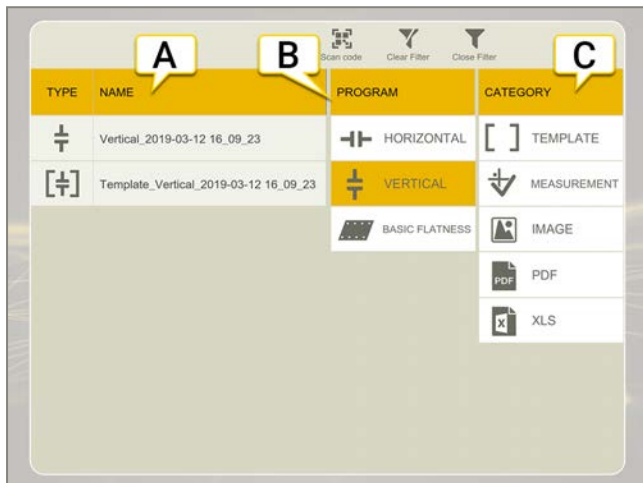 Scan code Clear Filter Close Filter
A B C
TYPE NAME PROGRAM CATEGORY
Vertical_2019-03-12 16_09_23 HORIZONTAL TEMPLATE
Template_Vertical_2019-03-12 16_09_23 VERTICAL MEASUREMENT
BASIC FLATNESS IMAGE
PDF PDF
X XLS